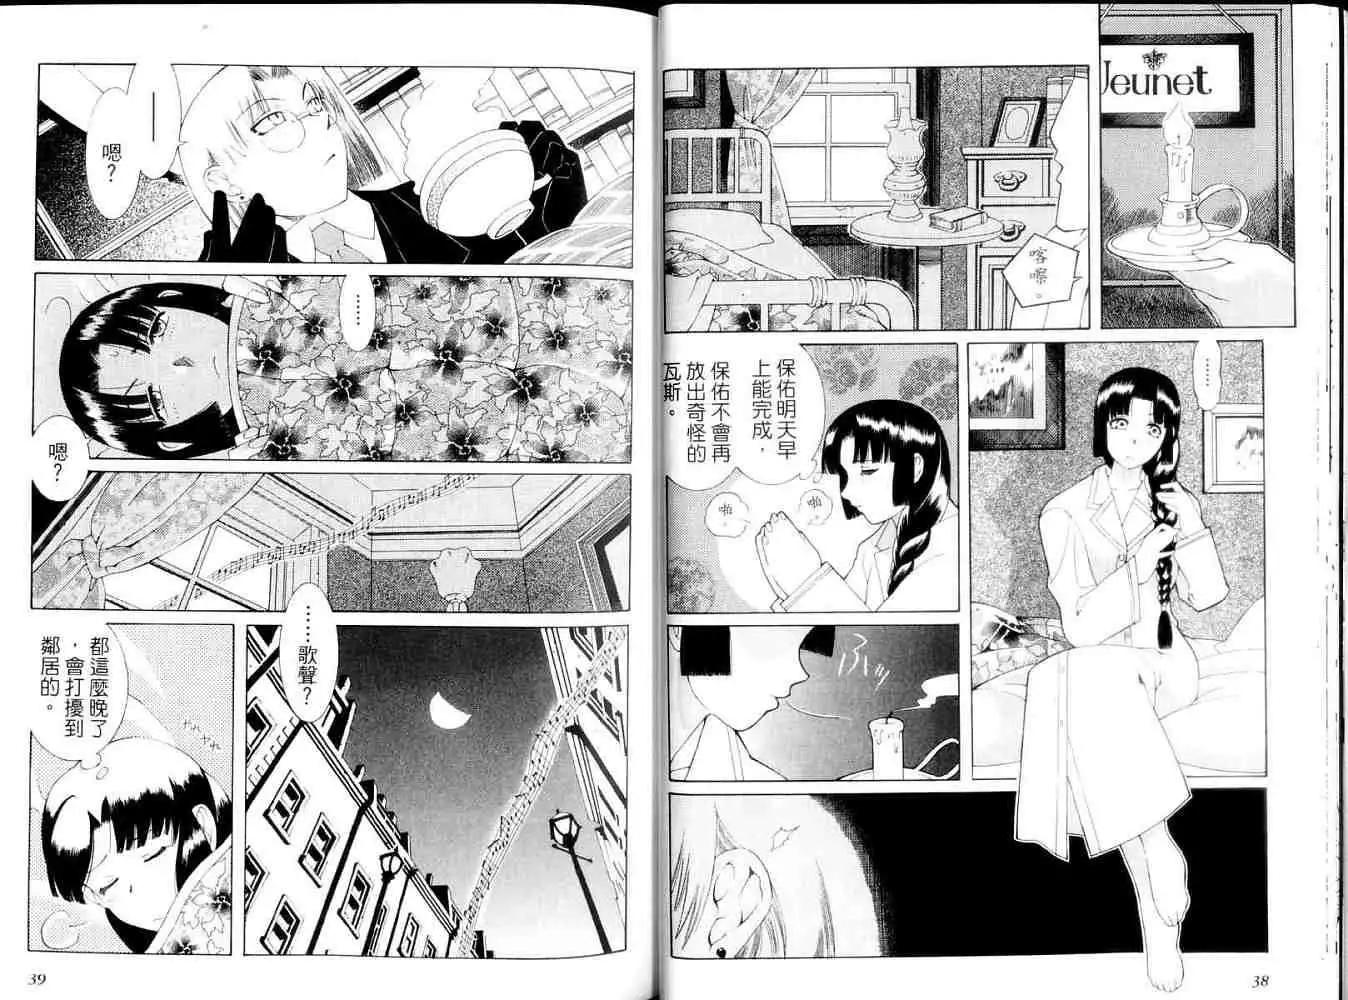 Jeunet
喀嚓。
……
保佑明天早
上能完成，
保佑不會再
放出奇怪的
瓦斯。
啪。
啪。
ふぅ
38
嗯？
……
嗯？
……歌聲？
都這麼晚了
，會打擾到
鄰居的。
39